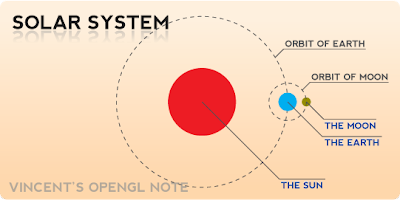 SOLAR SYSTEM
ORBIT OF EARTH
ORBIT OF MOON
THE MOON
THE EARTH
THE SUN
VINCENT'S OPENGL NOTE